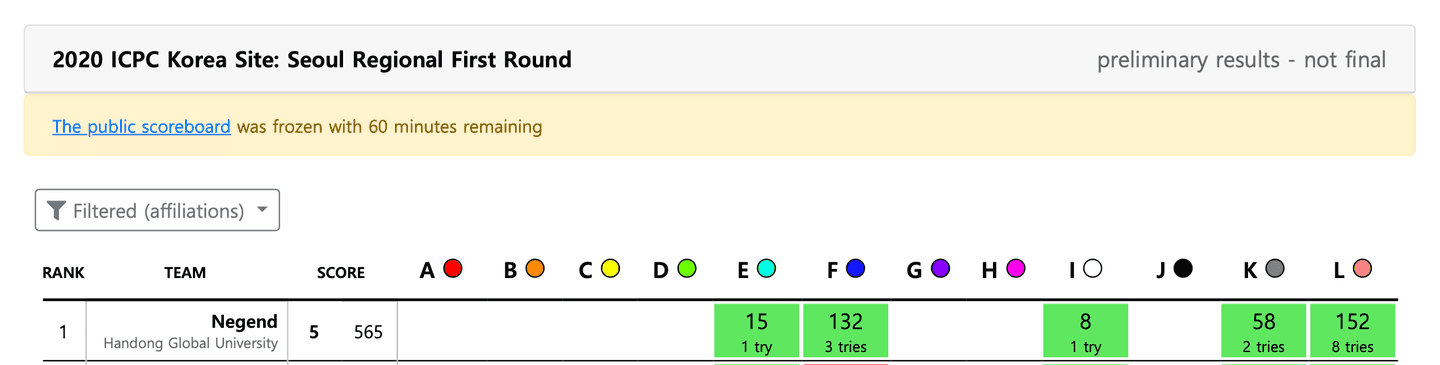 2020 ICPC Korea Site: Seoul Regional First Round preliminary results - not final
The public scoreboard was frozen with 60 minutes remaining
Filtered (affiliations)
RANK TEAM SCORE A B C D E F G H I J K L
1 Negend 5 565 15 132 8 58 152
Handong Global University 1 try 3 tries 1 try 2 tries 8 tries